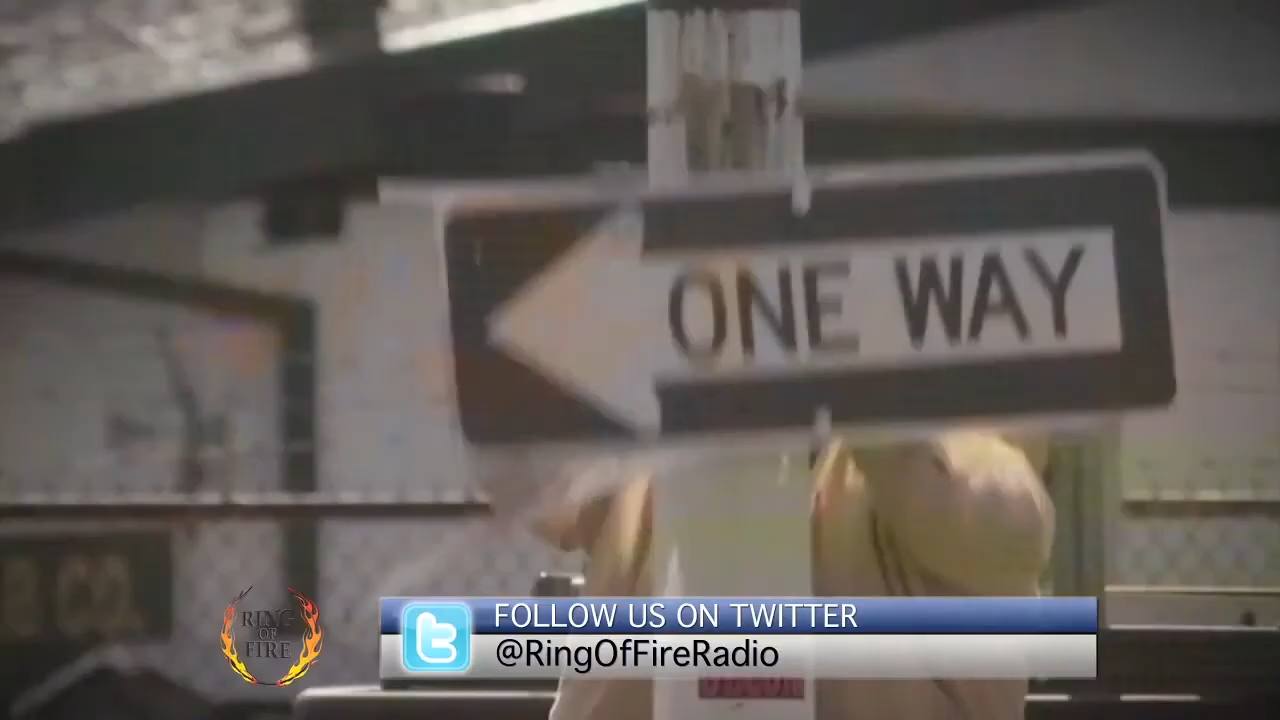 ONE WAY
RING
OF
FIRE
FOLLOW US ON TWITTER
@RingOfFireRadio